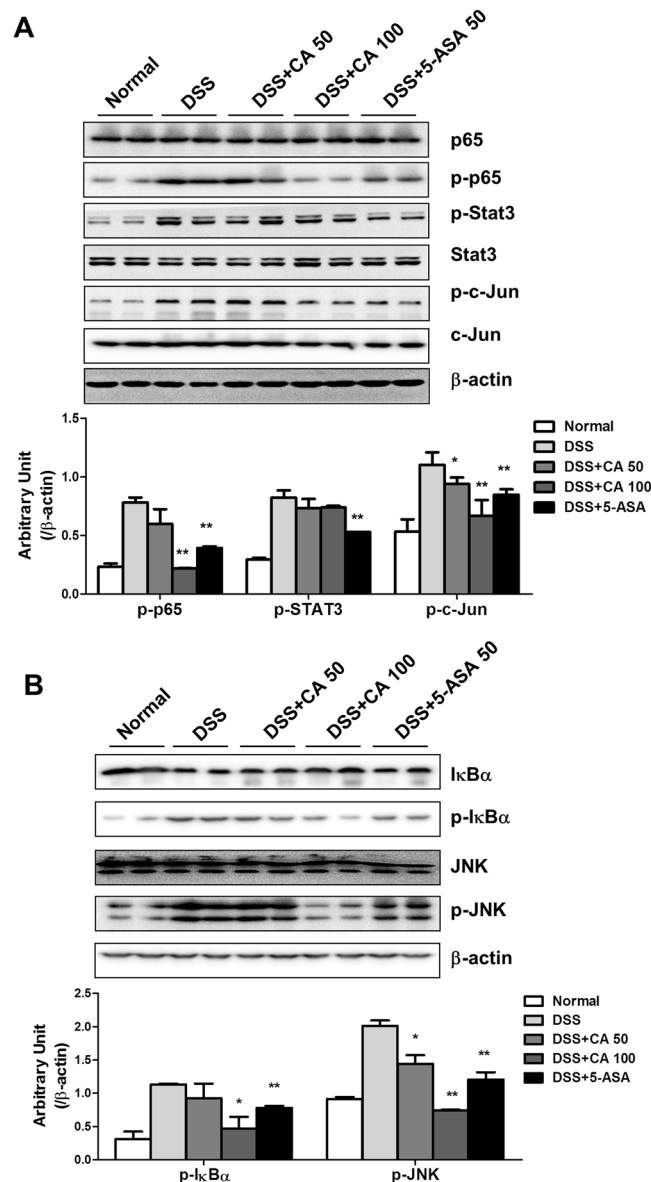 A
Normal
DSS
DSS+CA 50
DSS+CA 100
DSS+5-ASA 50
p65
p-p65
p-Stat3
Stat3
p-c-Jun
c-Jun
β-actin
Arbitrary Unit
(/β-actin)
1.5
1.0
0.5
0.0
** **
**
* ** **
p-p65 p-STAT3 p-c-Jun
Normal
DSS
DSS+CA 50
DSS+CA 100
DSS+5-ASA
B
Normal
DSS
DSS+CA 50
DSS+CA 100
DSS+5-ASA 50
IκBα
p-IκBα
JNK
p-JNK
β-actin
Arbitrary Unit
(/β-actin)
2.5
2.0
1.5
1.0
0.5
0.0
* **
* ** **
p-IκBα p-JNK
Normal
DSS
DSS+CA 50
DSS+CA 100
DSS+5-ASA